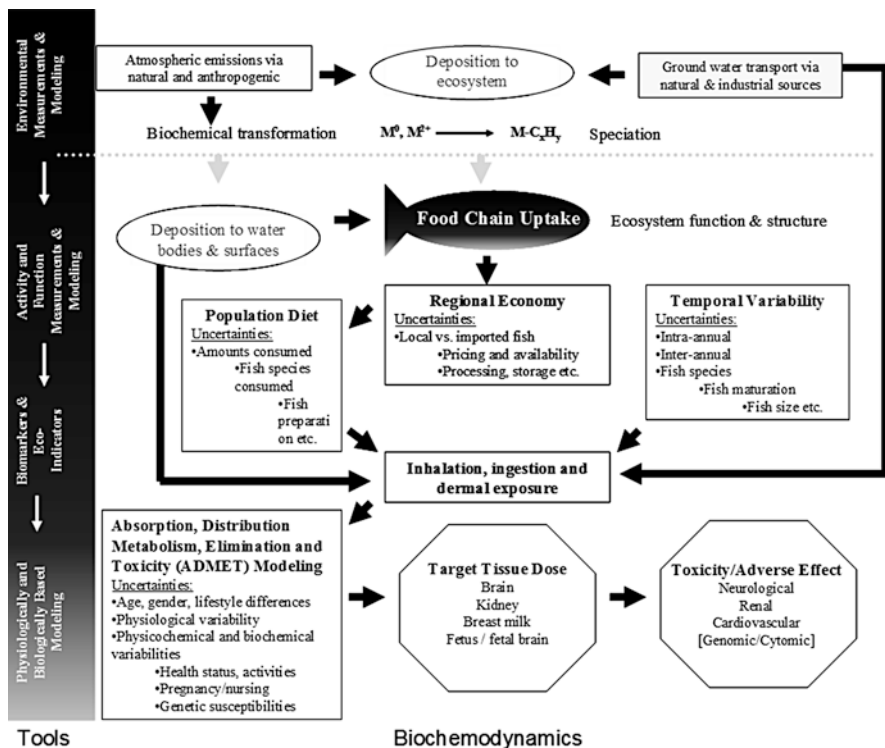 Environmental
Measurements &
Modeling
Activity and
Function
Measurements &
Modeling
Biomarkers &
Eco-
Indicators
Physiologically and
Biologically Based
Modeling
Tools
Atmospheric emissions via
natural and anthropogenic
Deposition to
ecosystem
Ground water transport via
natural & industrial sources
Biochemical transformation
M⁰, M²⁺ → M-CₓHᵧ
Speciation
Deposition to water
bodies & surfaces
Food Chain Uptake
Ecosystem function & structure
Population Diet
Uncertainties:
•Amounts consumed
•Fish species
consumed
•Fish
preparati
on etc.
Regional Economy
Uncertainties:
•Local vs. imported fish
•Pricing and availability
•Processing, storage etc.
Temporal Variability
Uncertainties:
•Intra-annual
•Inter-annual
•Fish species
•Fish maturation
•Fish size etc.
Inhalation, ingestion and
dermal exposure
Absorption, Distribution
Metabolism, Elimination and
Toxicity (ADMET) Modeling
Uncertainties:
•Age, gender, lifestyle differences
•Physiological variability
•Physicochemical and biochemical
variabilities
•Health status, activities
•Pregnancy/nursing
•Genetic susceptibilities
Target Tissue Dose
Brain
Kidney
Breast milk
Fetus / fetal brain
Toxicity/Adverse Effect
Neurological
Renal
Cardiovascular
[Genomic/Cytomic]
Biochemodynamics